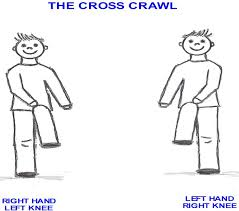 THE CROSS CRAWL
RIGHT HAND
LEFT KNEE
LEFT HAND
RIGHT KNEE